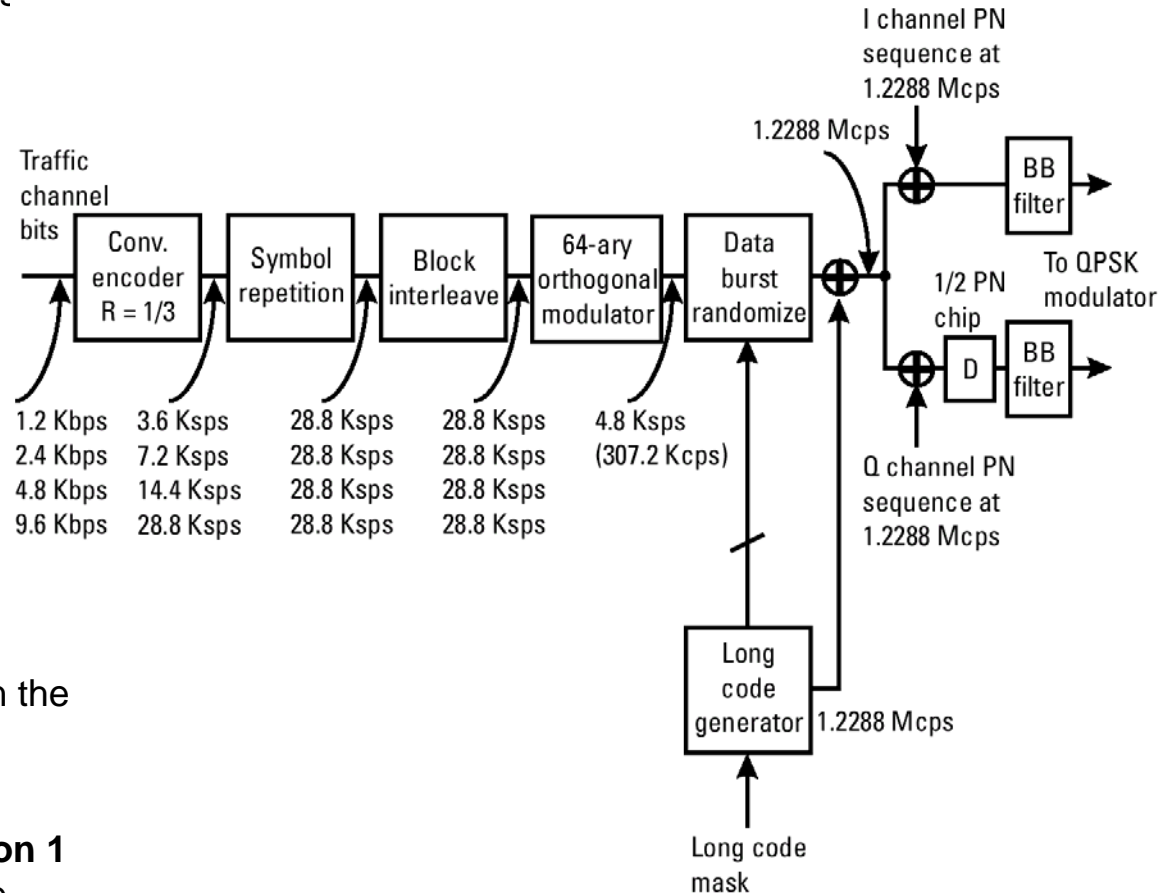 I channel PN
sequence at
1.2288 Mcps
1.2288 Mcps
Traffic
channel
bits
Conv.
encoder
R = 1/3
Symbol
repetition
Block
interleave
64-ary
orthogonal
modulator
Data
burst
randomize
BB
filter
To QPSK
modulator
1/2 PN
chip
D
BB
filter
1.2 Kbps 3.6 Ksps 28.8 Ksps 28.8 Ksps 4.8 Ksps
2.4 Kbps 7.2 Ksps 28.8 Ksps 28.8 Ksps (307.2 Kcps)
4.8 Kbps 14.4 Ksps 28.8 Ksps 28.8 Ksps
9.6 Kbps 28.8 Ksps 28.8 Ksps 28.8 Ksps
Q channel PN
sequence at
1.2288 Mcps
Long
code
generator
1.2288 Mcps
Long code
mask
n the
on 1